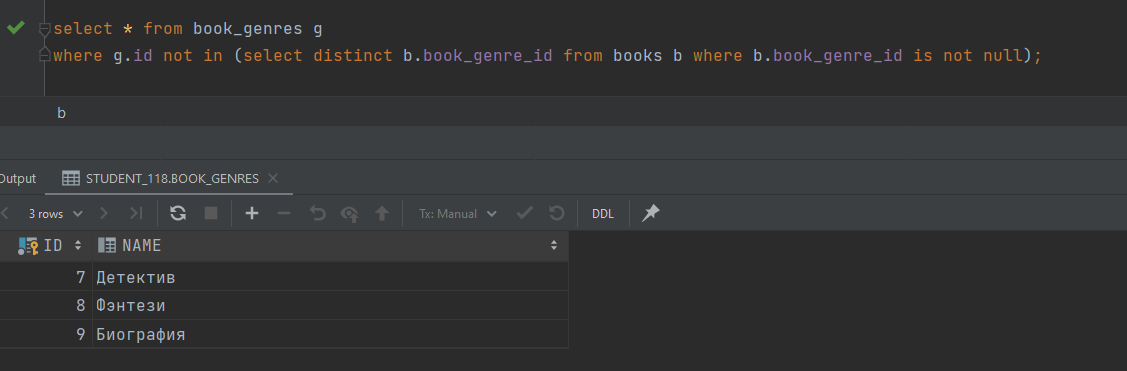 select * from book_genres g
where g.id not in (select distinct b.book_genre_id from books b where b.book_genre_id is not null);
b
Output STUDENT_118.BOOK_GENRES
3 rows Tx: Manual DDL
ID NAME
7 Детектив
8 Фэнтези
9 Биография